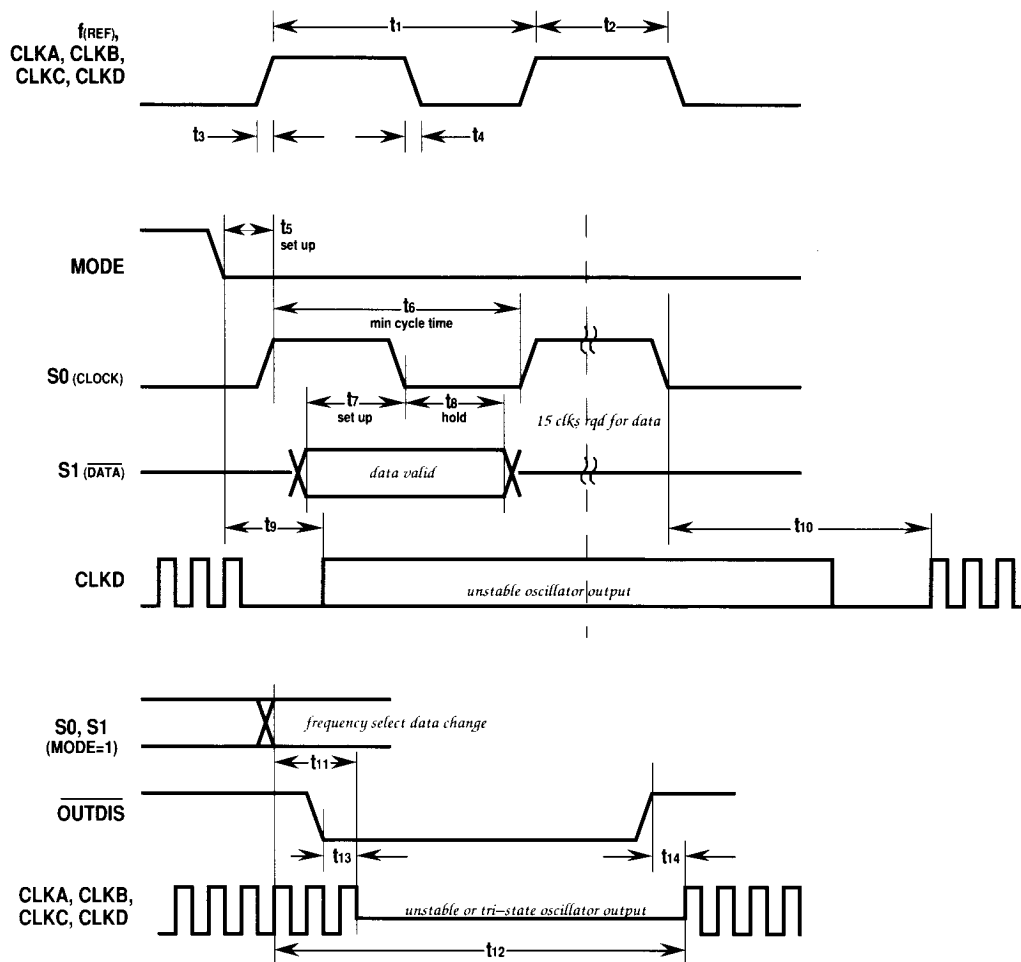 t1
t2
f(REF),
CLKA, CLKB,
CLKC, CLKD
t3
t4
t5
set up
MODE
t6
min cycle time
S0 (CLOCK)
t7
set up
t8
hold
15 clks rqd for data
S1 (DATA)
data valid
t9
t10
CLKD
unstable oscillator output
S0, S1
(MODE=1)
frequency select data change
t11
OUTDIS
t13
t14
CLKA, CLKB,
CLKC, CLKD
unstable or tri–state oscillator output
t12